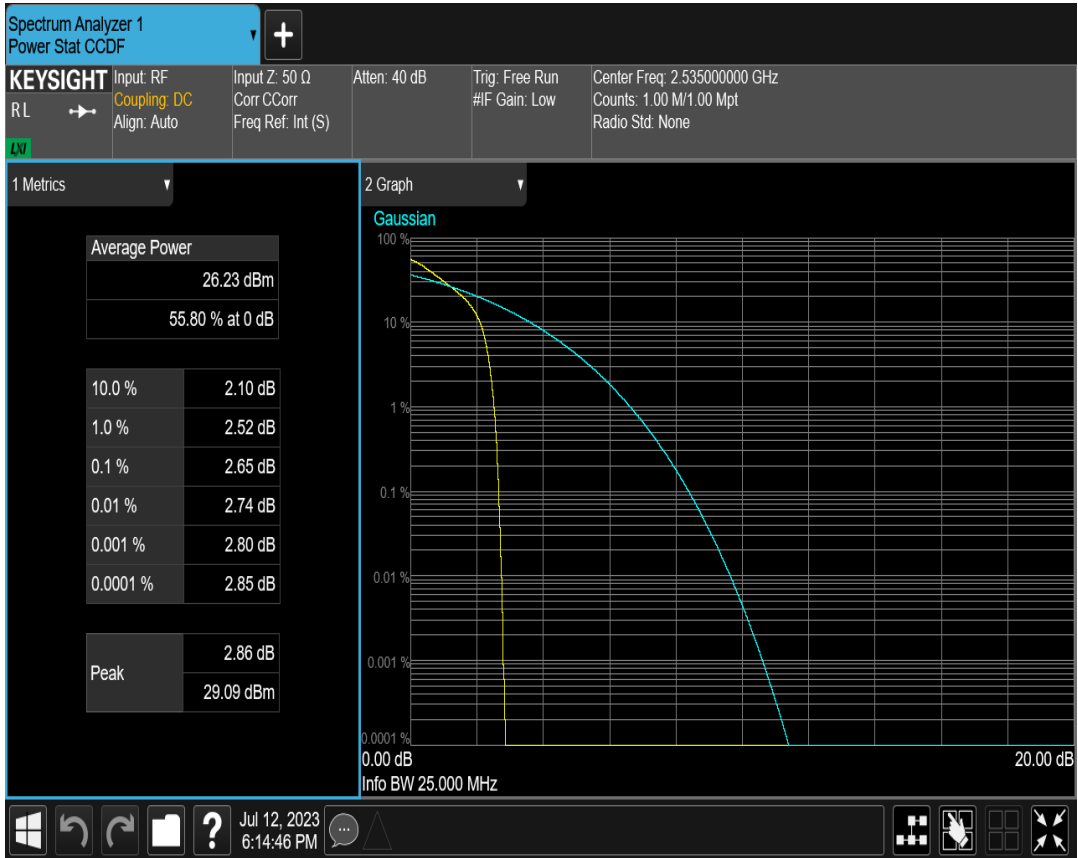 Spectrum Analyzer 1
Power Stat CCDF
KEYSIGHT
RL
LXI
Input: RF
Coupling: DC
Align: Auto
Input Z: 50 Ω
Corr CCorr
Freq Ref: Int (S)
Atten: 40 dB
Trig: Free Run
#IF Gain: Low
Center Freq: 2.535000000 GHz
Counts: 1.00 M/1.00 Mpt
Radio Std: None
1 Metrics
Average Power
26.23 dBm
55.80 % at 0 dB
10.0 % 2.10 dB
1.0 % 2.52 dB
0.1 % 2.65 dB
0.01 % 2.74 dB
0.001 % 2.80 dB
0.0001 % 2.85 dB
Peak
2.86 dB
29.09 dBm
2 Graph
Gaussian
100 %
10 %
1 %
0.1 %
0.01 %
0.001 %
0.0001 %
0.00 dB 20.00 dB
Info BW 25.000 MHz
Jul 12, 2023
6:14:46 PM